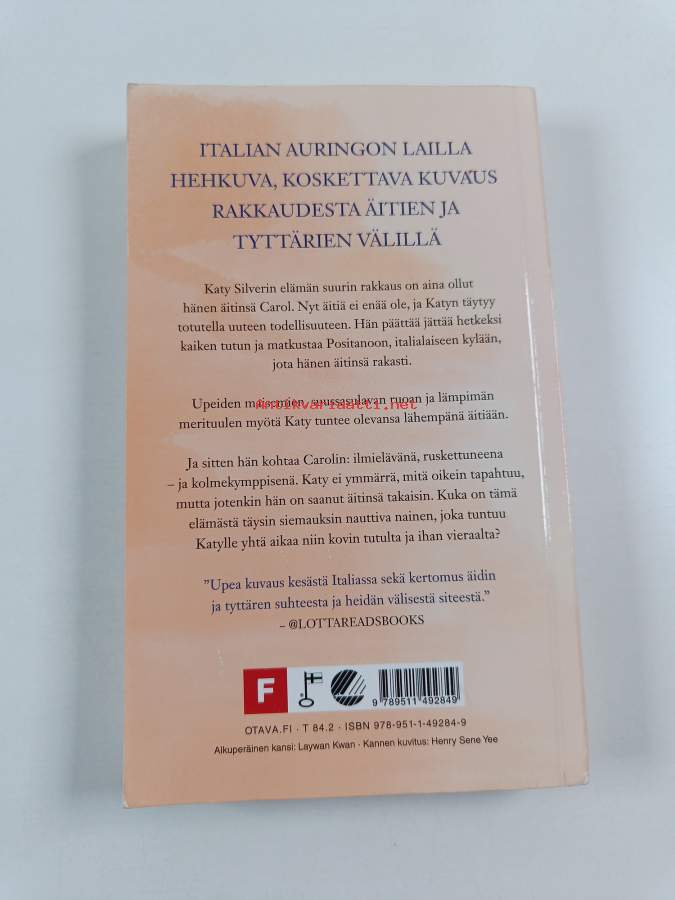 ITALIAN AURINGON LAILLA
HEHKUVA, KOSKETTAVA KUVAUS
RAKKAUDESTA ÄITIEN JA
TYTTÄRIEN VÄLILLÄ
Katy Silverin elämän suurin rakkaus on aina ollut
hänen äitinsä Carol. Nyt äitiä ei enää ole, ja Katyn täytyy
totutella uuteen todellisuuteen. Hän päättää jättää hetkeksi
kaiken tutun ja matkustaa Positanoon, italialaiseen kylään,
jota hänen äitinsä rakasti.
Upeiden maisemien, suussasulavan ruoan ja lämpimän
Antikvariaatti.net
merituulen myötä Katy tuntee olevansa lähempänä äitiään.
Ja sitten hän kohtaa Carolin: ilmielävänä, ruskettuneena
– ja kolmekymppisenä. Katy ei ymmärrä, mitä oikein tapahtuu,
mutta jotenkin hän on saanut äitinsä takaisin. Kuka on tämä
elämästä täysin siemauksin nauttiva nainen, joka tuntuu
Katylle yhtä aikaa niin kovin tutulta ja ihan vieraalta?
”Upea kuvaus kesästä Italiassa sekä kertomus äidin
ja tyttären suhteesta ja heidän välisestä siteestä.”
– @LOTTAREADSBOOKS
F
9 789511 492849
OTAVA.FI · T 84.2 · ISBN 978-951-1-49284-9
Alkuperäinen kansi: Laywan Kwan · Kannen kuvitus: Henry Sene Yee